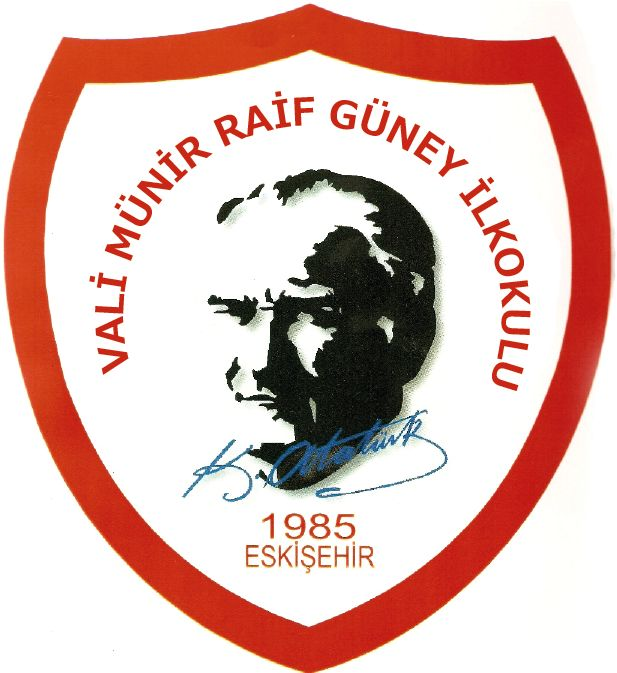 VALİ MÜNİR RAİF GÜNEY İLKOKULU
K. Atatürk
1985
ESKİŞEHİR